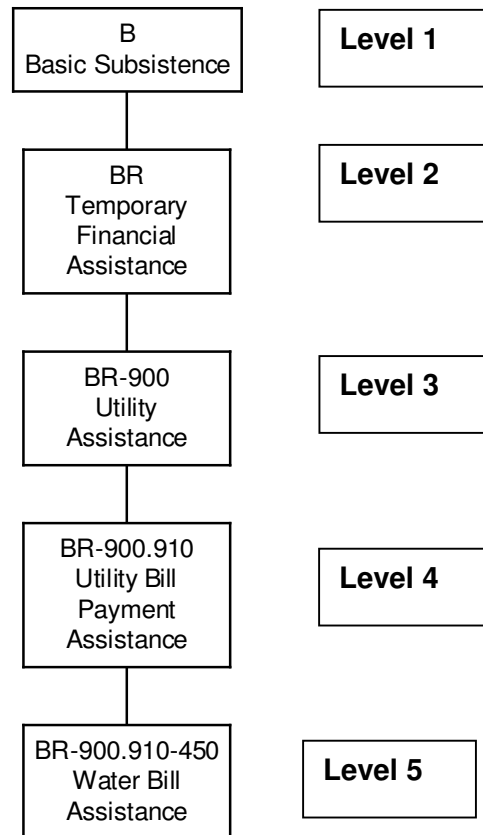 B
Basic Subsistence
Level 1
BR
Temporary
Financial
Assistance
Level 2
BR-900
Utility
Assistance
Level 3
BR-900.910
Utility Bill
Payment
Assistance
Level 4
BR-900.910-450
Water Bill
Assistance
Level 5